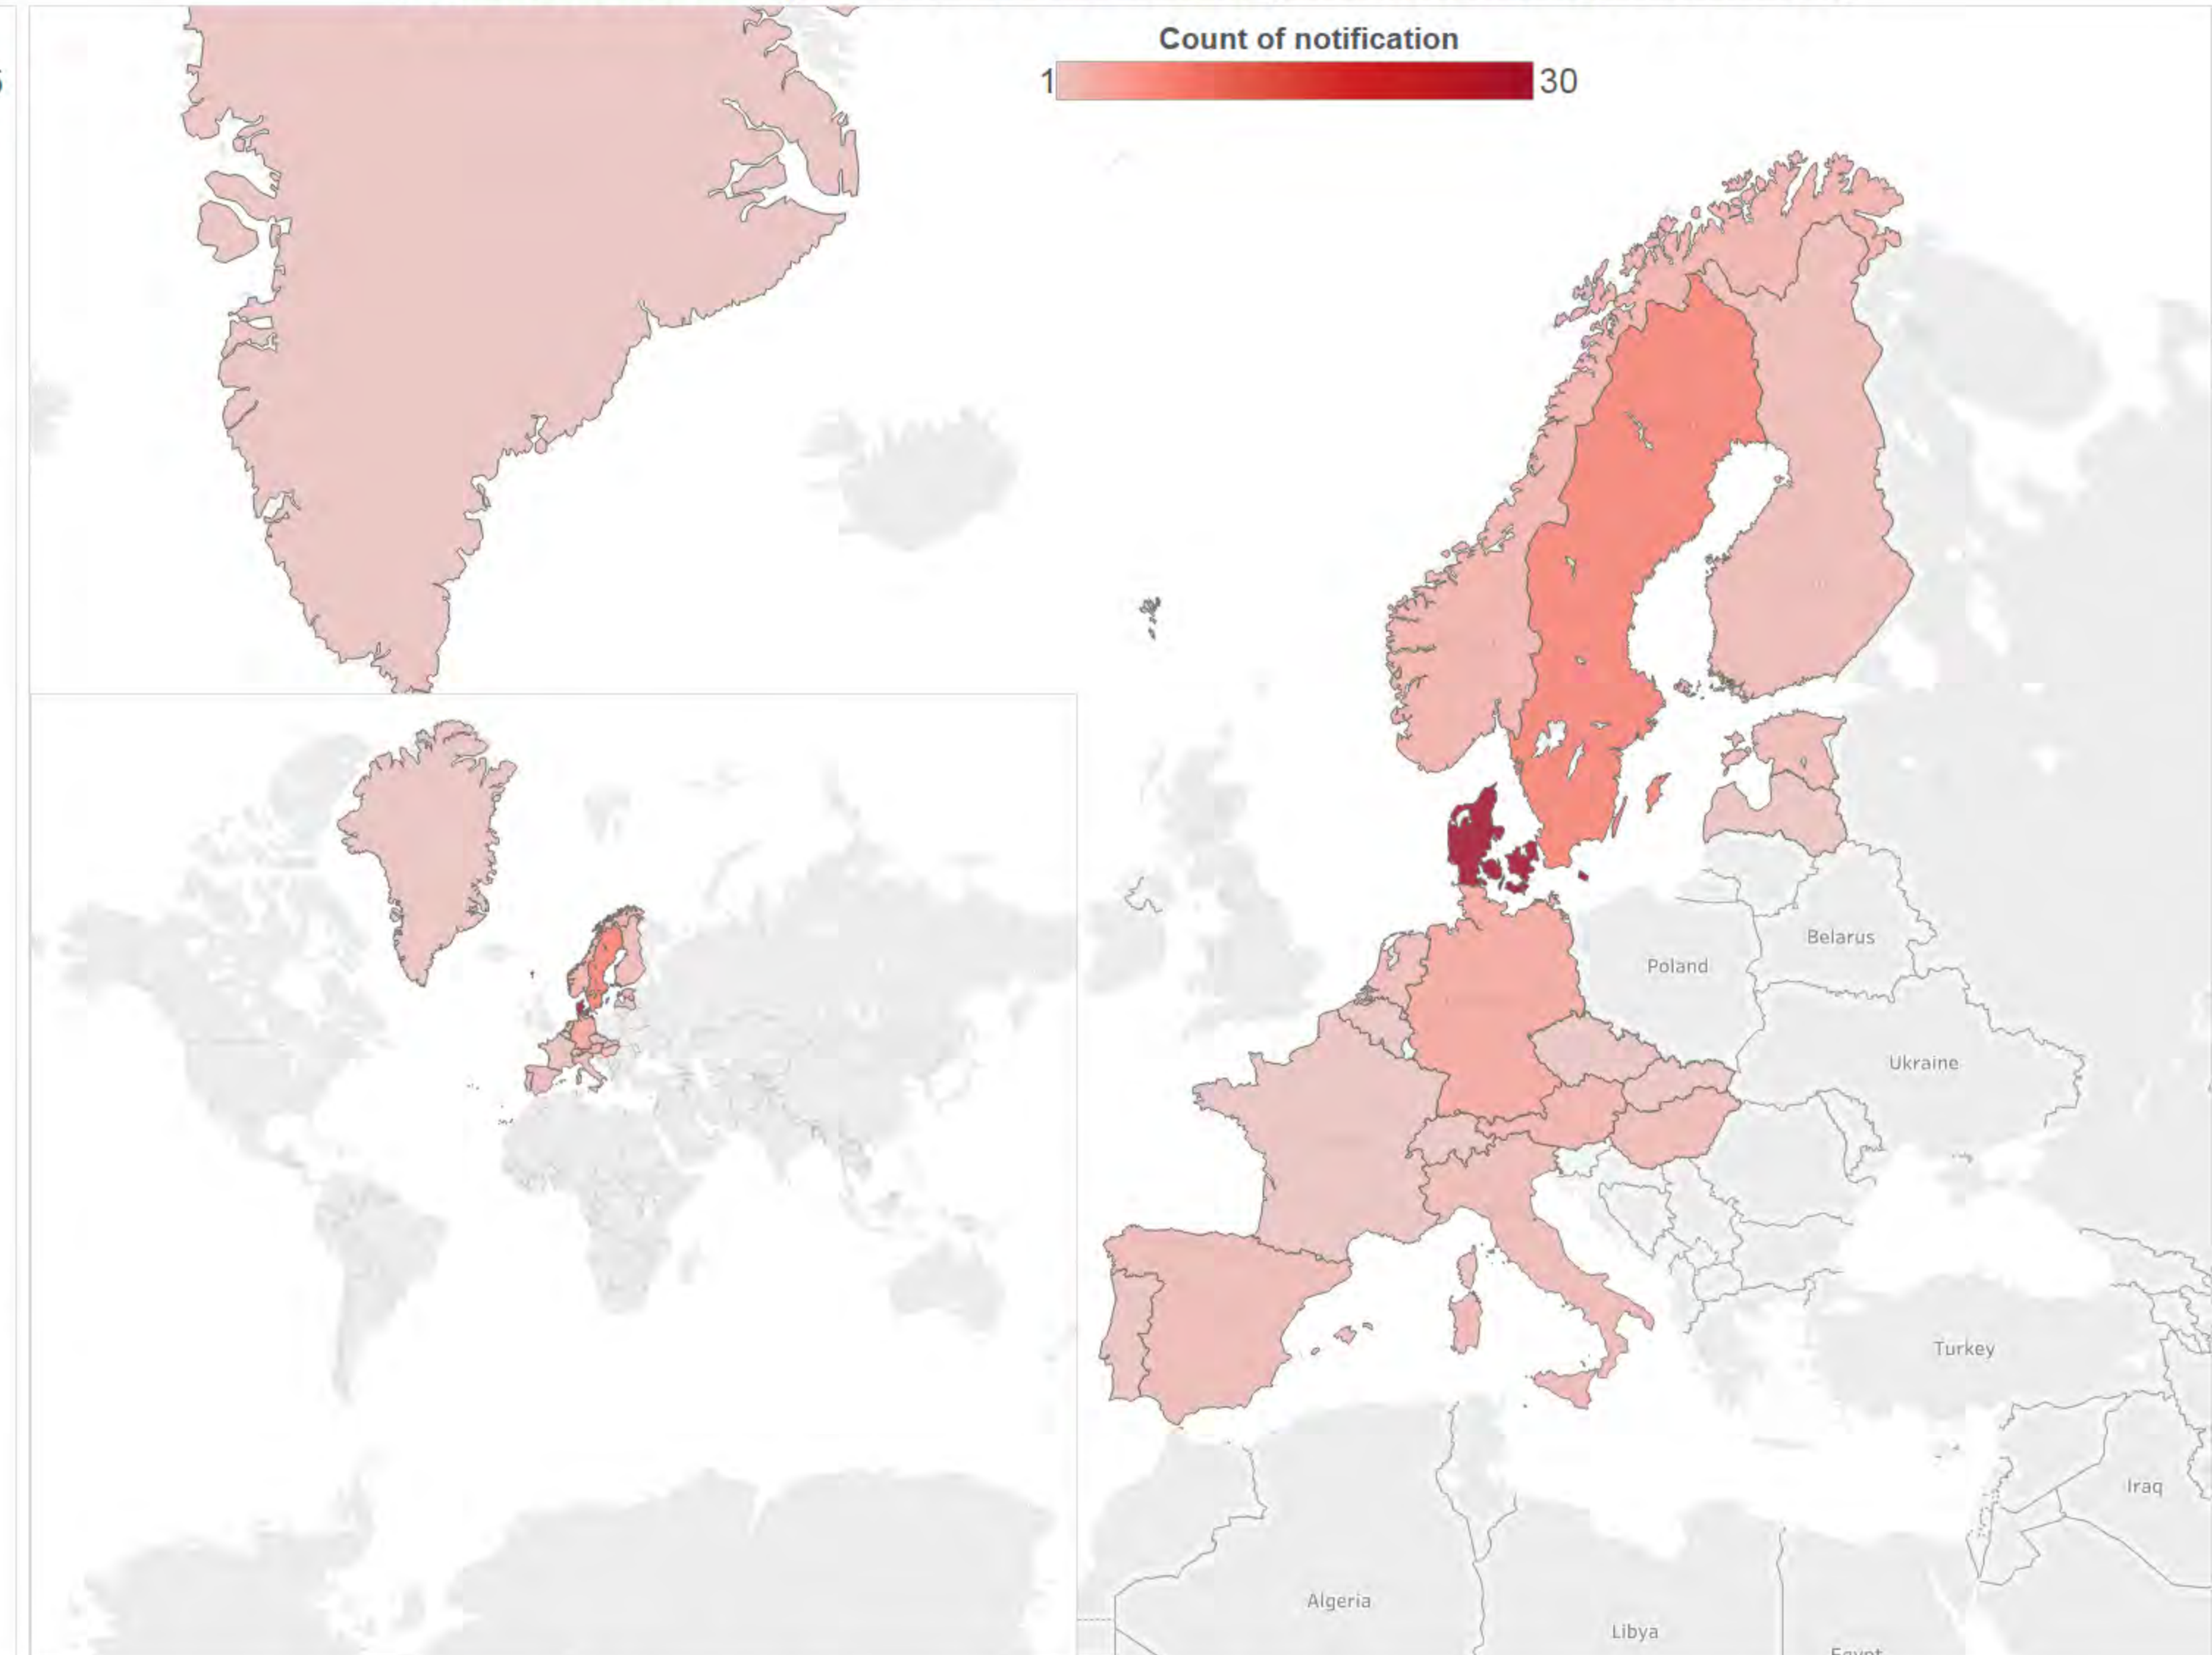 Count of notification
1 30
Belarus
Poland
Ukraine
Turkey
Iraq
Algeria
Libya